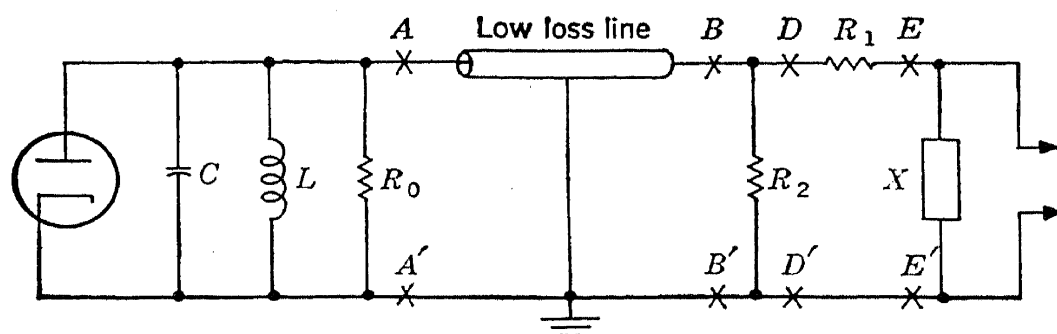 A Low loss line B D R1 E
C L R0 R2 X
A' B' D' E'